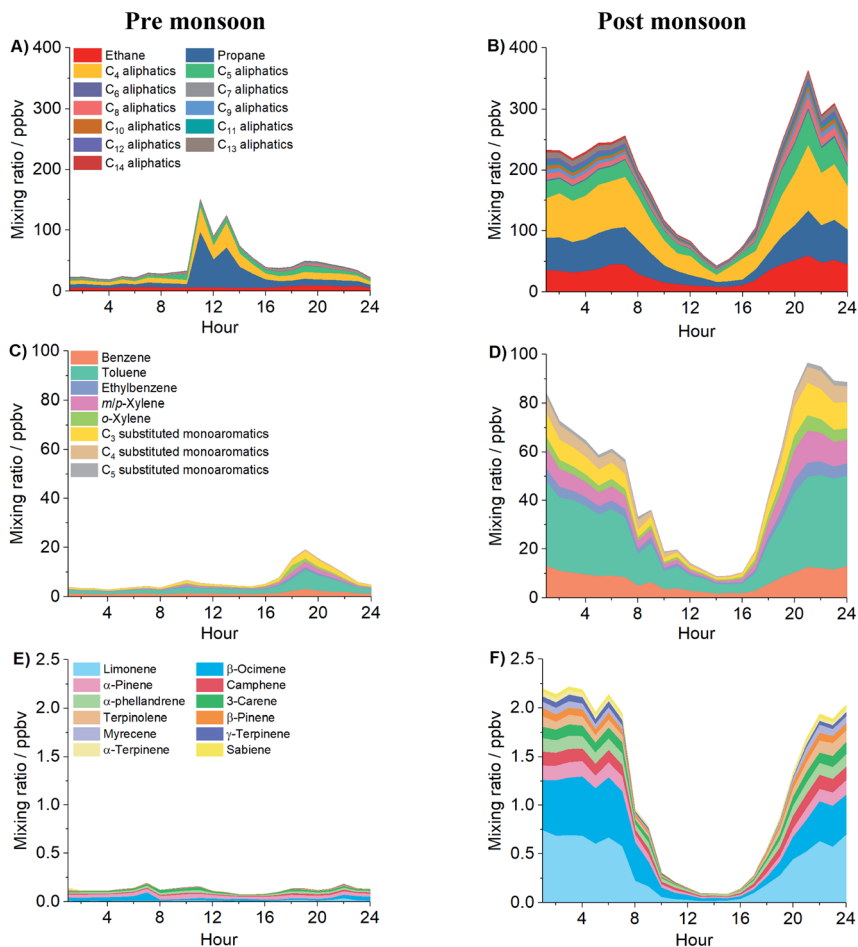 Pre monsoon
Post monsoon
A)
400
300
200
100
0
Mixing ratio / ppbv
Ethane
Propane
C4 aliphatics
C5 aliphatics
C6 aliphatics
C7 aliphatics
C8 aliphatics
C9 aliphatics
C10 aliphatics
C11 aliphatics
C12 aliphatics
C13 aliphatics
C14 aliphatics
4 8 12 16 20 24
Hour
B)
400
300
200
100
0
Mixing ratio / ppbv
4 8 12 16 20 24
Hour
C)
100
80
60
40
20
0
Mixing ratio / ppbv
Benzene
Toluene
Ethylbenzene
m/p-Xylene
o-Xylene
C3 substituted monoaromatics
C4 substituted monoaromatics
C5 substituted monoaromatics
4 8 12 16 20 24
Hour
D)
100
80
60
40
20
0
Mixing ratio / ppbv
4 8 12 16 20 24
Hour
E)
2.5
2.0
1.5
1.0
0.5
0.0
Mixing ratio / ppbv
Limonene
β-Ocimene
α-Pinene
Camphene
α-phellandrene
3-Carene
Terpinolene
β-Pinene
Myrecene
γ-Terpinene
α-Terpinene
Sabiene
4 8 12 16 20 24
Hour
F)
2.5
2.0
1.5
1.0
0.5
0.0
Mixing ratio / ppbv
4 8 12 16 20 24
Hour